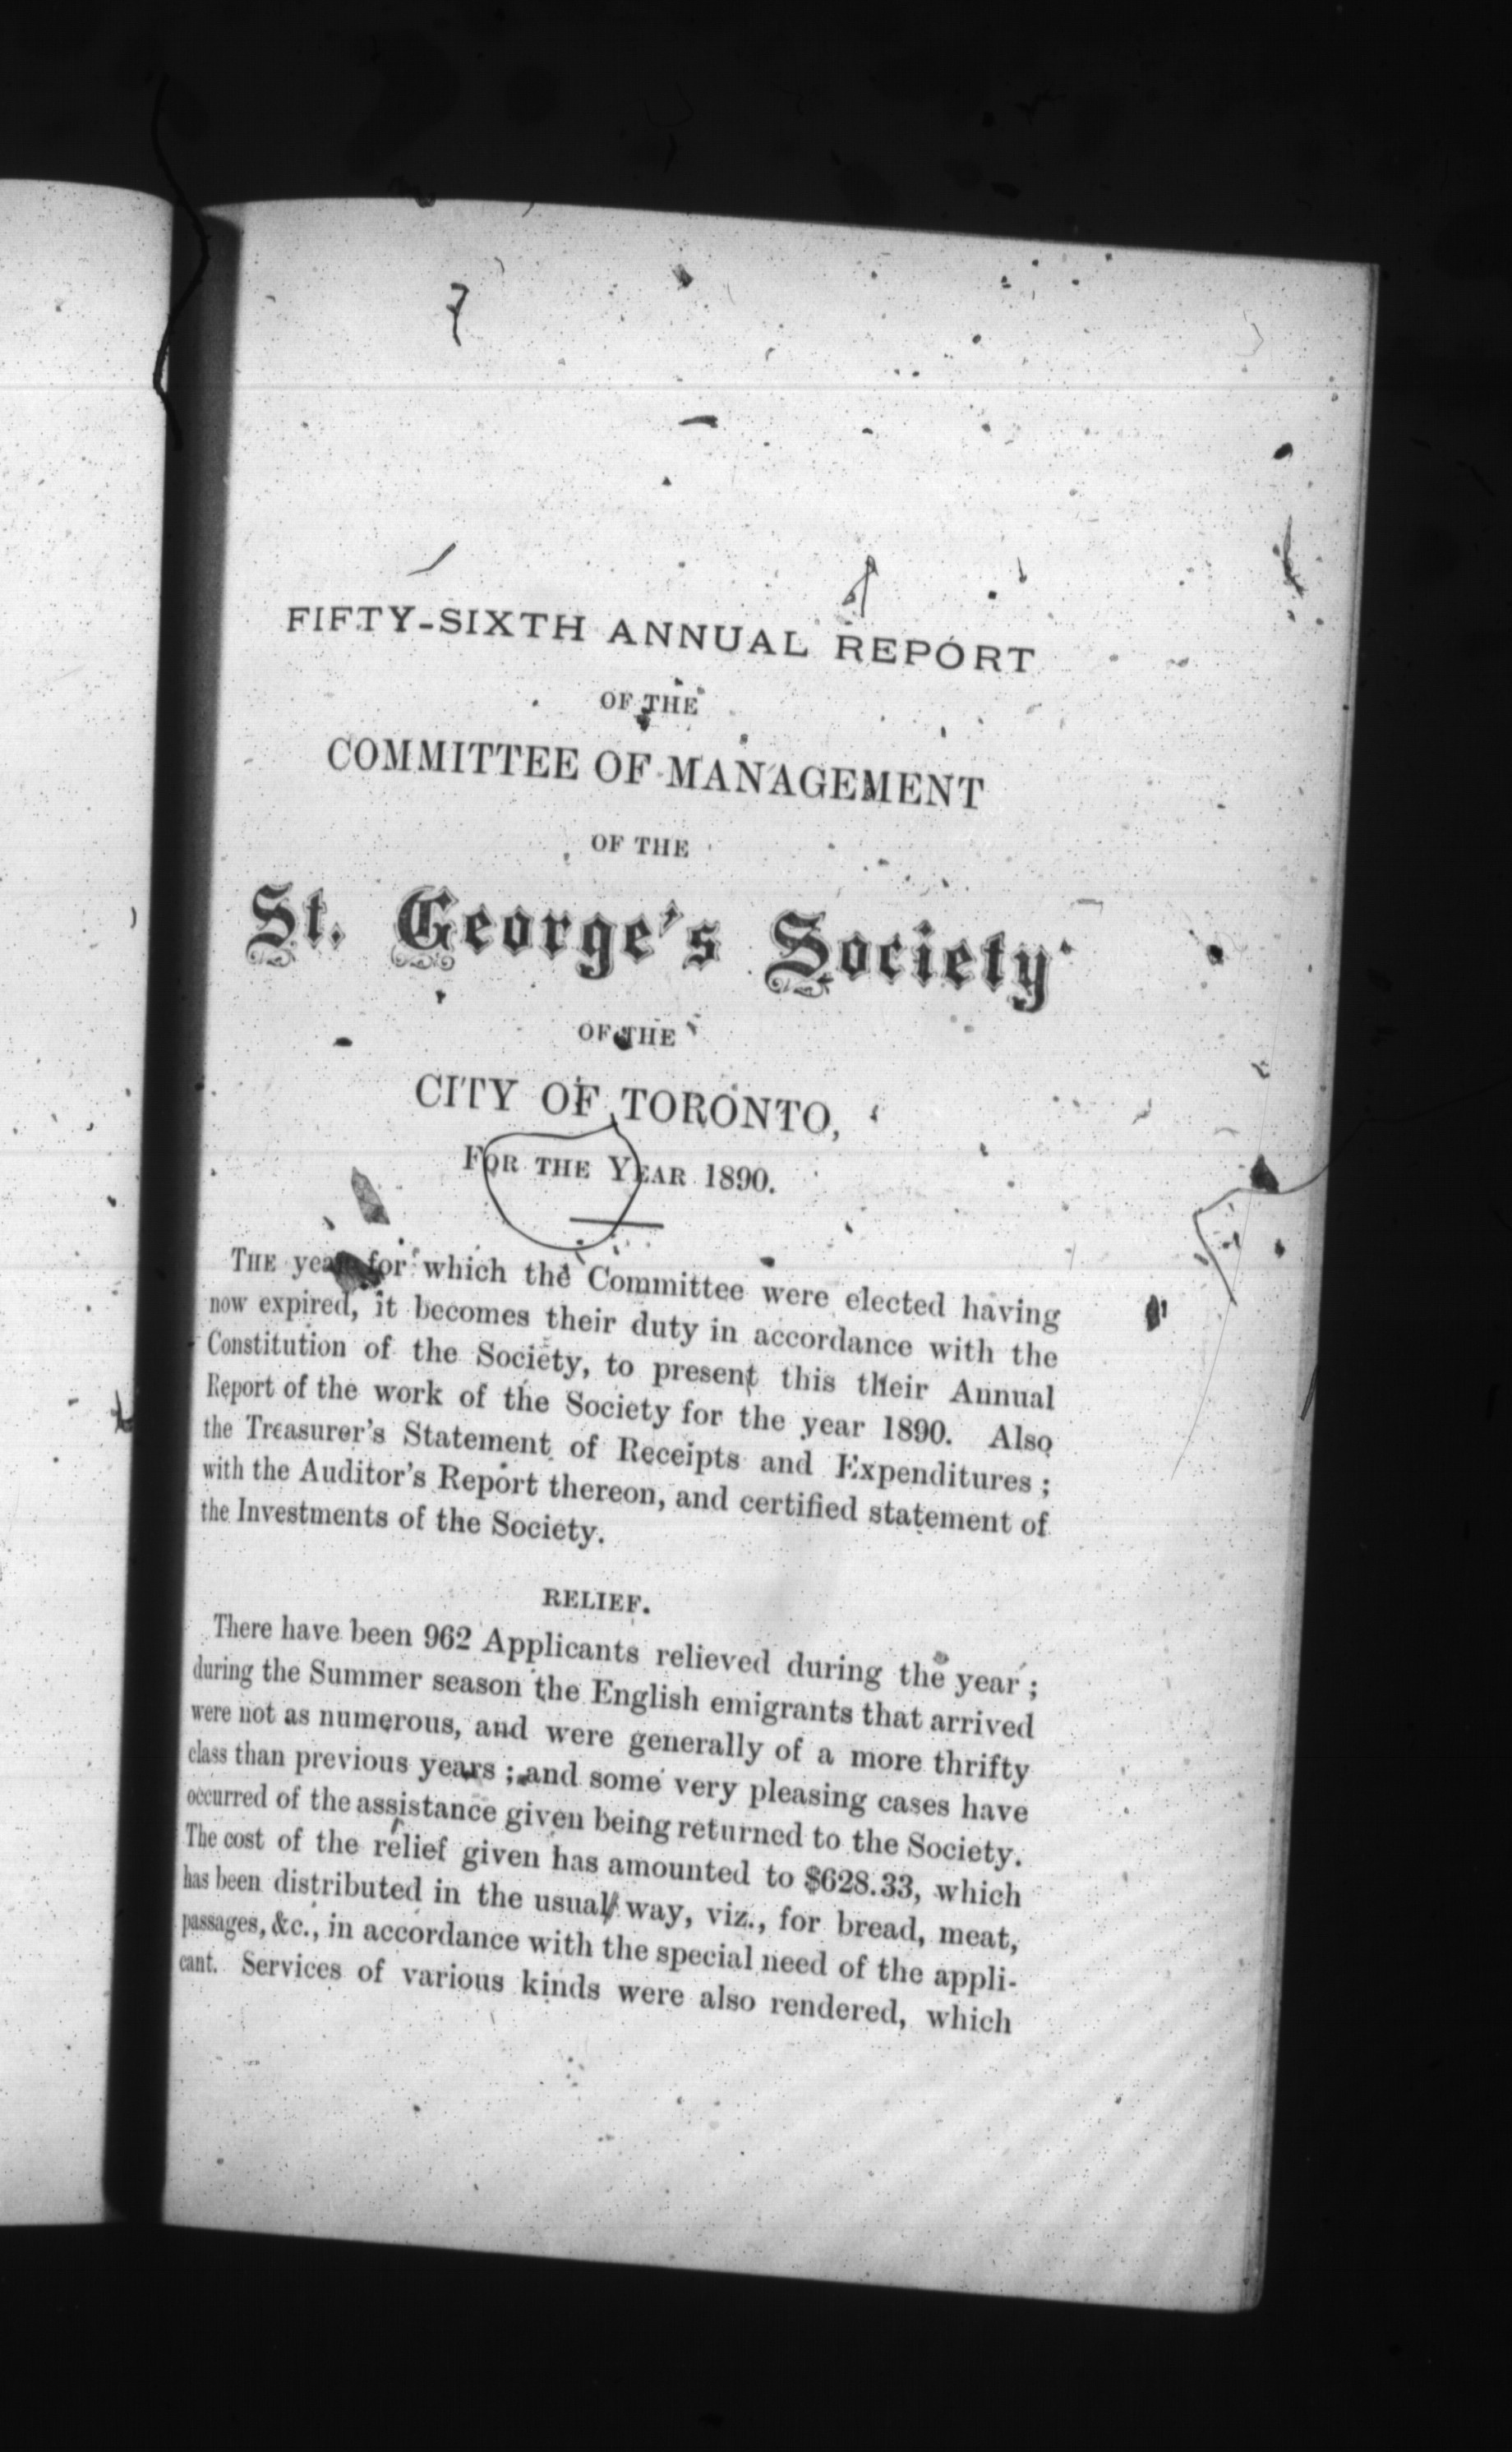 FIFTY-SIXTH ANNUAL REPORT
OF THE
COMMITTEE OF MANAGEMENT
OF THE
St. George's Society
OF THE
CITY OF TORONTO,
FOR THE YEAR 1890.
THE year for which the Committee were elected having
now expired, it becomes their duty in accordance with the
Constitution of the Society, to present this their Annual
Report of the work of the Society for the year 1890. Also
the Treasurer's Statement of Receipts and Expenditures ;
with the Auditor's Report thereon, and certified statement of
the Investments of the Society.
RELIEF.
There have been 962 Applicants relieved during the year ;
during the Summer season the English emigrants that arrived
were not as numerous, and were generally of a more thrifty
class than previous years ; and some very pleasing cases have
occurred of the assistance given being returned to the Society.
The cost of the relief given has amounted to $628.33, which
has been distributed in the usual way, viz., for bread, meat,
passages, &c., in accordance with the special need of the appli-
cant. Services of various kinds were also rendered, which